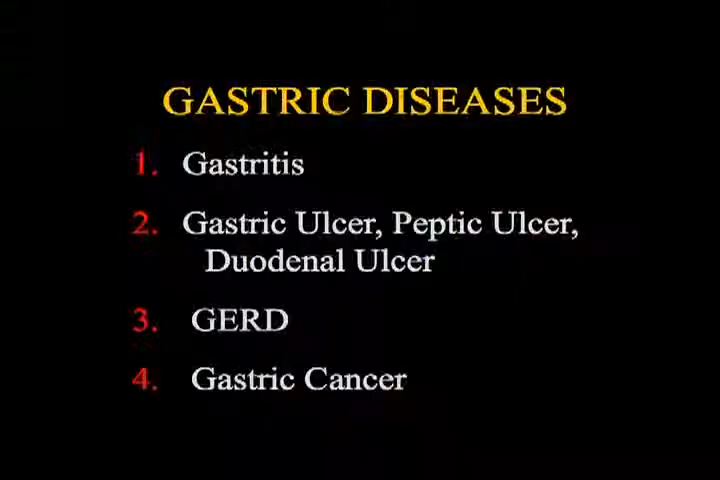 GASTRIC DISEASES
1. Gastritis
2. Gastric Ulcer, Peptic Ulcer,
Duodenal Ulcer
3. GERD
4. Gastric Cancer